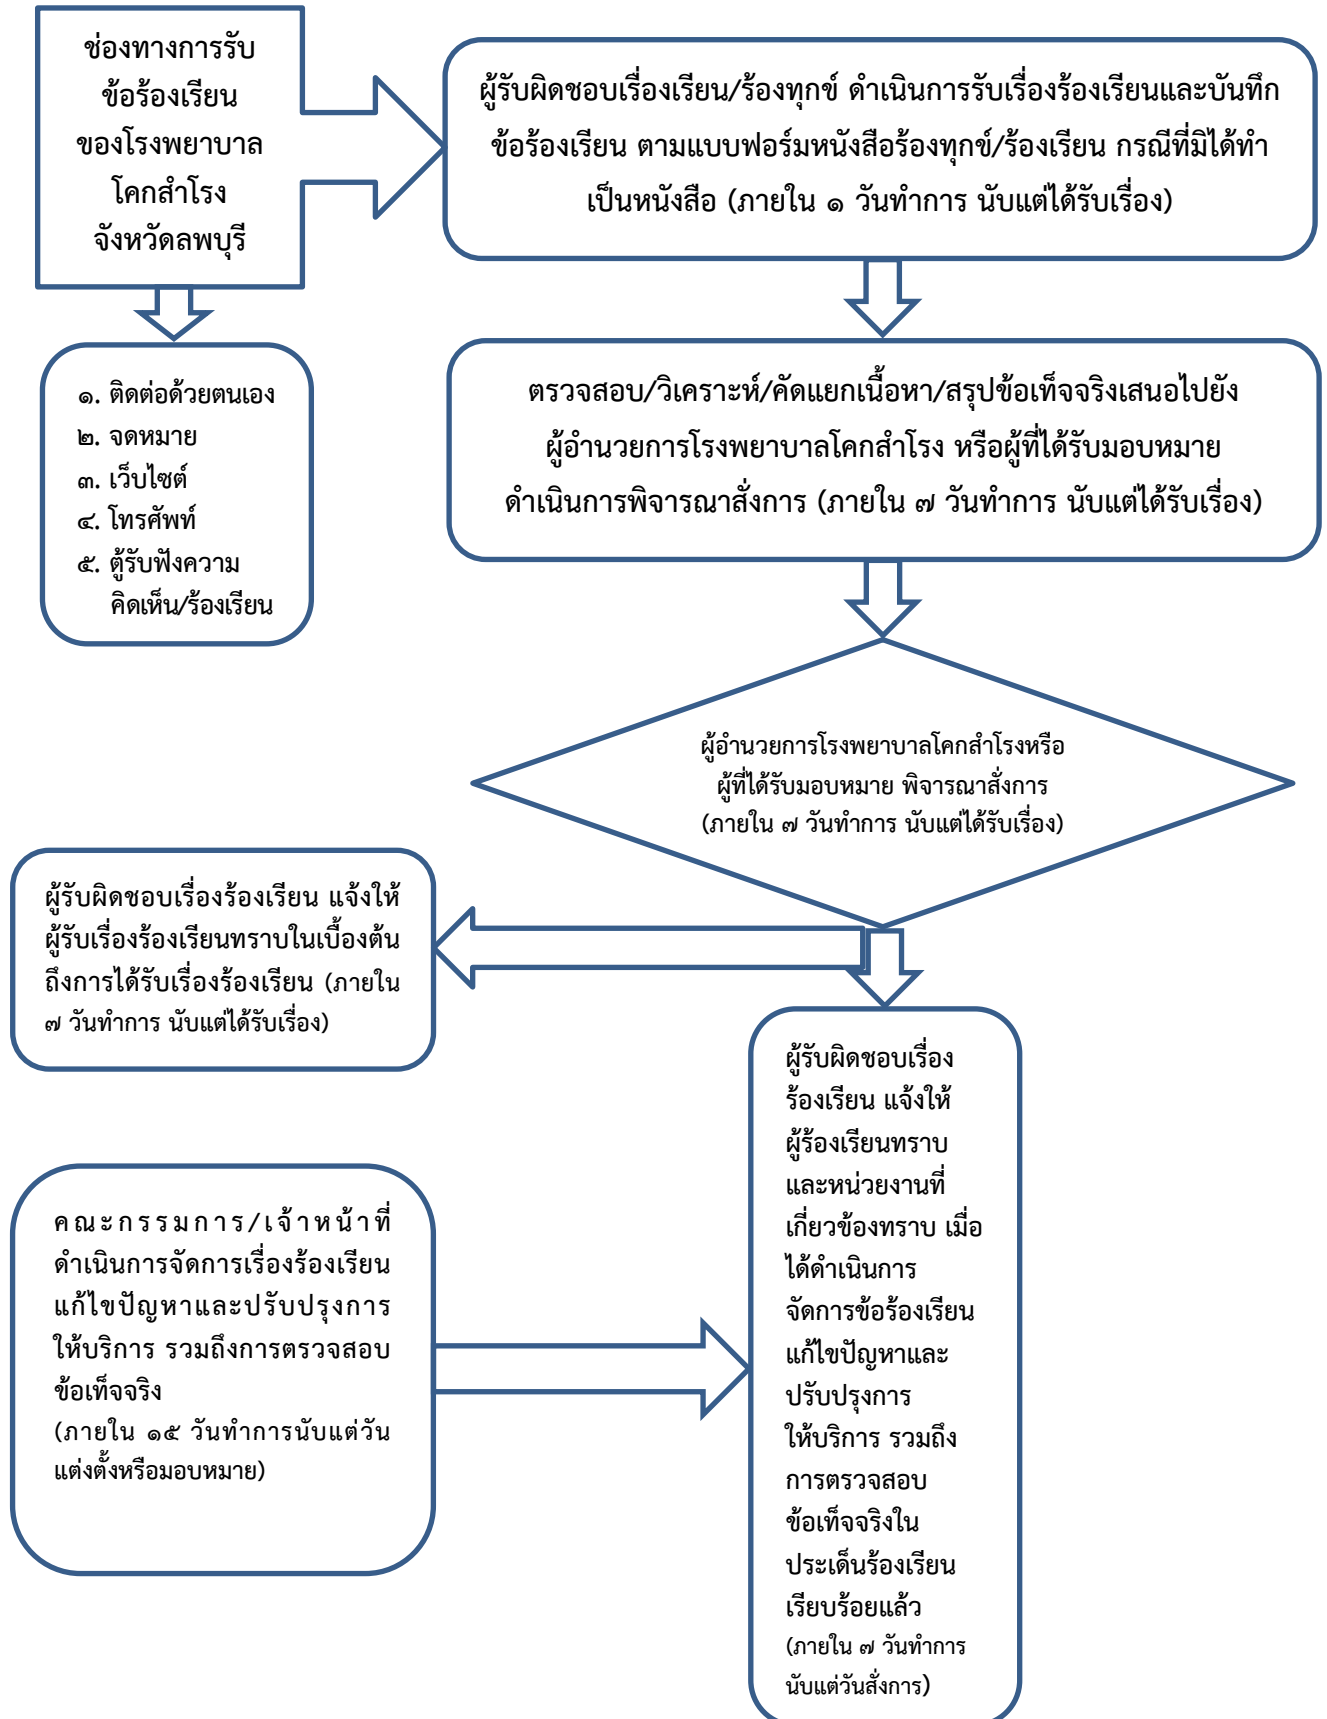 ช่องทางการรับ
ข้อร้องเรียน
ของโรงพยาบาล
โคกสำโรง
จังหวัดลพบุรี
ผู้รับผิดชอบเรื่องเรียน/ร้องทุกข์ ดำเนินการรับเรื่องร้องเรียนและบันทึก
ข้อร้องเรียน ตามแบบฟอร์มหนังสือร้องทุกข์/ร้องเรียน กรณีที่มิได้ทำ
เป็นหนังสือ (ภายใน ๑ วันทำการ นับแต่ได้รับเรื่อง)
๑. ติดต่อด้วยตนเอง
๒. จดหมาย
๓. เว็บไซต์
๔. โทรศัพท์
๕. ตู้รับฟังความ
คิดเห็น/ร้องเรียน
ตรวจสอบ/วิเคราะห์/คัดแยกเนื้อหา/สรุปข้อเท็จจริงเสนอไปยัง
ผู้อำนวยการโรงพยาบาลโคกสำโรง หรือผู้ที่ได้รับมอบหมาย
ดำเนินการพิจารณาสั่งการ (ภายใน ๗ วันทำการ นับแต่ได้รับเรื่อง)
ผู้อำนวยการโรงพยาบาลโคกสำโรงหรือ
ผู้ที่ได้รับมอบหมาย พิจารณาสั่งการ
(ภายใน ๗ วันทำการ นับแต่ได้รับเรื่อง)
ผู้รับผิดชอบเรื่องร้องเรียน แจ้งให้
ผู้รับเรื่องร้องเรียนทราบในเบื้องต้น
ถึงการได้รับเรื่องร้องเรียน (ภายใน
๗ วันทำการ นับแต่ได้รับเรื่อง)
คณะกรรมการ/เจ้าหน้าที่
ดำเนินการจัดการเรื่องร้องเรียน
แก้ไขปัญหาและปรับปรุงการ
ให้บริการ รวมถึงการตรวจสอบ
ข้อเท็จจริง
(ภายใน ๑๕ วันทำการนับแต่วัน
แต่งตั้งหรือมอบหมาย)
ผู้รับผิดชอบเรื่อง
ร้องเรียน แจ้งให้
ผู้ร้องเรียนทราบ
และหน่วยงานที่
เกี่ยวข้องทราบ เมื่อ
ได้ดำเนินการ
จัดการข้อร้องเรียน
แก้ไขปัญหาและ
ปรับปรุงการ
ให้บริการ รวมถึง
การตรวจสอบ
ข้อเท็จจริงใน
ประเด็นร้องเรียน
เรียบร้อยแล้ว
(ภายใน ๗ วันทำการ
นับแต่วันสั่งการ)